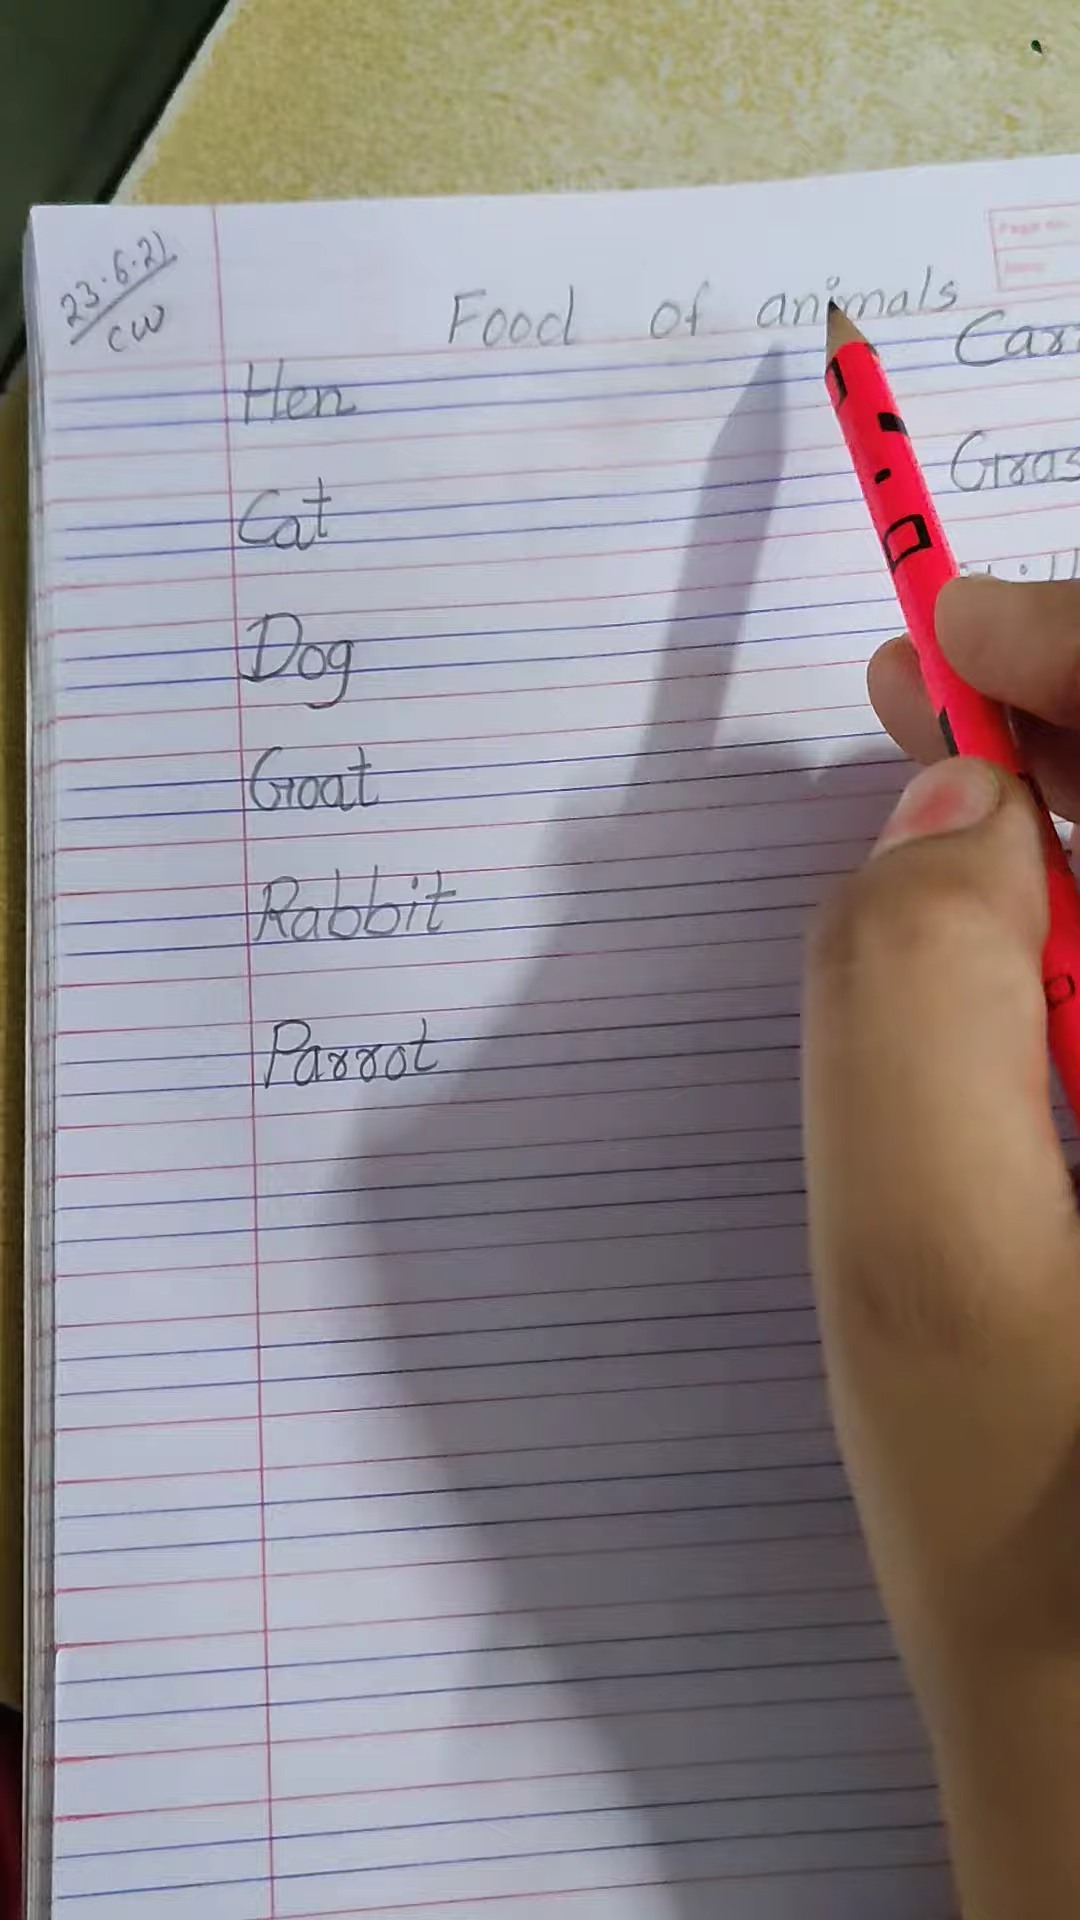 23.6.21
CW
Food of animals
Hen
Cat
Dog
Goat
Rabbit
Parrot